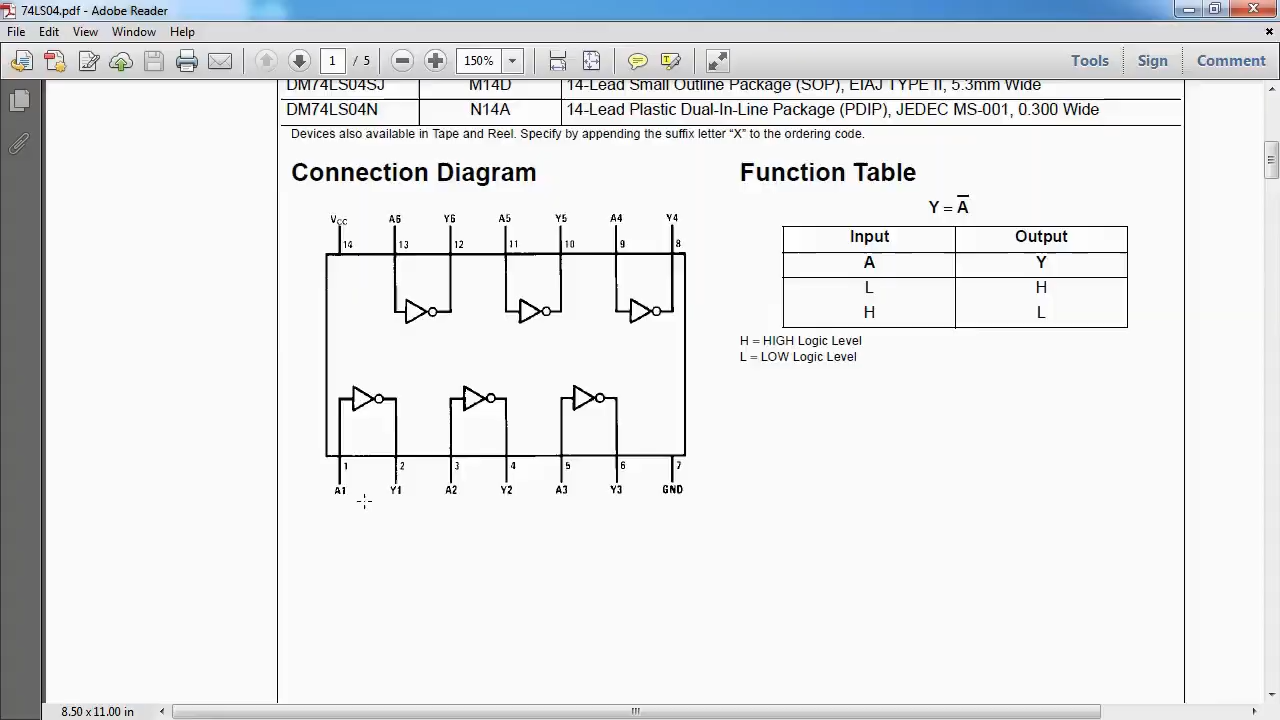 74LS04.pdf - Adobe Reader
File Edit View Window Help
1 / 5 150% Tools Sign Comment
DM74LS04SJ M14D 14-Lead Small Outline Package (SOP), EIAJ TYPE II, 5.3mm Wide
DM74LS04N N14A 14-Lead Plastic Dual-In-Line Package (PDIP), JEDEC MS-001, 0.300 Wide
Devices also available in Tape and Reel. Specify by appending the suffix letter “X” to the ordering code.
Connection Diagram
VCC A6 Y6 A5 Y5 A4 Y4
14 13 12 11 10 9 8
1 2 3 4 5 6 7
A1 Y1 A2 Y2 A3 Y3 GND
Function Table
Y = A̅
Input Output
A Y
L H
H L
H = HIGH Logic Level
L = LOW Logic Level
8.50 x 11.00 in